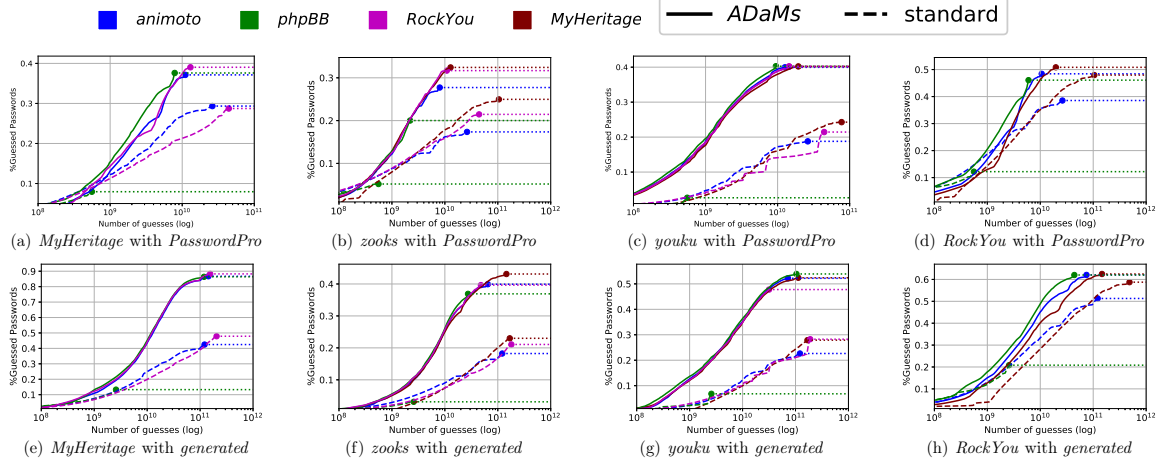 animoto phpBB RockYou MyHeritage ADaMs standard
%Guessed Passwords
0.4
0.3
0.2
0.1
10^8 10^9 10^10 10^11
Number of guesses (log)
(a) MyHeritage with PasswordPro
%Guessed Passwords
0.3
0.2
0.1
10^8 10^9 10^10 10^11 10^12
Number of guesses (log)
(b) zooks with PasswordPro
%Guessed Passwords
0.4
0.3
0.2
0.1
10^8 10^9 10^10 10^11
Number of guesses (log)
(c) youku with PasswordPro
%Guessed Passwords
0.5
0.4
0.3
0.2
0.1
10^8 10^9 10^10 10^11 10^12
Number of guesses (log)
(d) RockYou with PasswordPro
%Guessed Passwords
0.9
0.8
0.7
0.6
0.5
0.4
0.3
0.2
0.1
10^8 10^9 10^10 10^11 10^12
Number of guesses (log)
(e) MyHeritage with generated
%Guessed Passwords
0.4
0.3
0.2
0.1
10^8 10^9 10^10 10^11 10^12
Number of guesses (log)
(f) zooks with generated
%Guessed Passwords
0.5
0.4
0.3
0.2
0.1
10^8 10^9 10^10 10^11 10^12
Number of guesses (log)
(g) youku with generated
%Guessed Passwords
0.6
0.5
0.4
0.3
0.2
0.1
10^8 10^9 10^10 10^11 10^12
Number of guesses (log)
(h) RockYou with generated